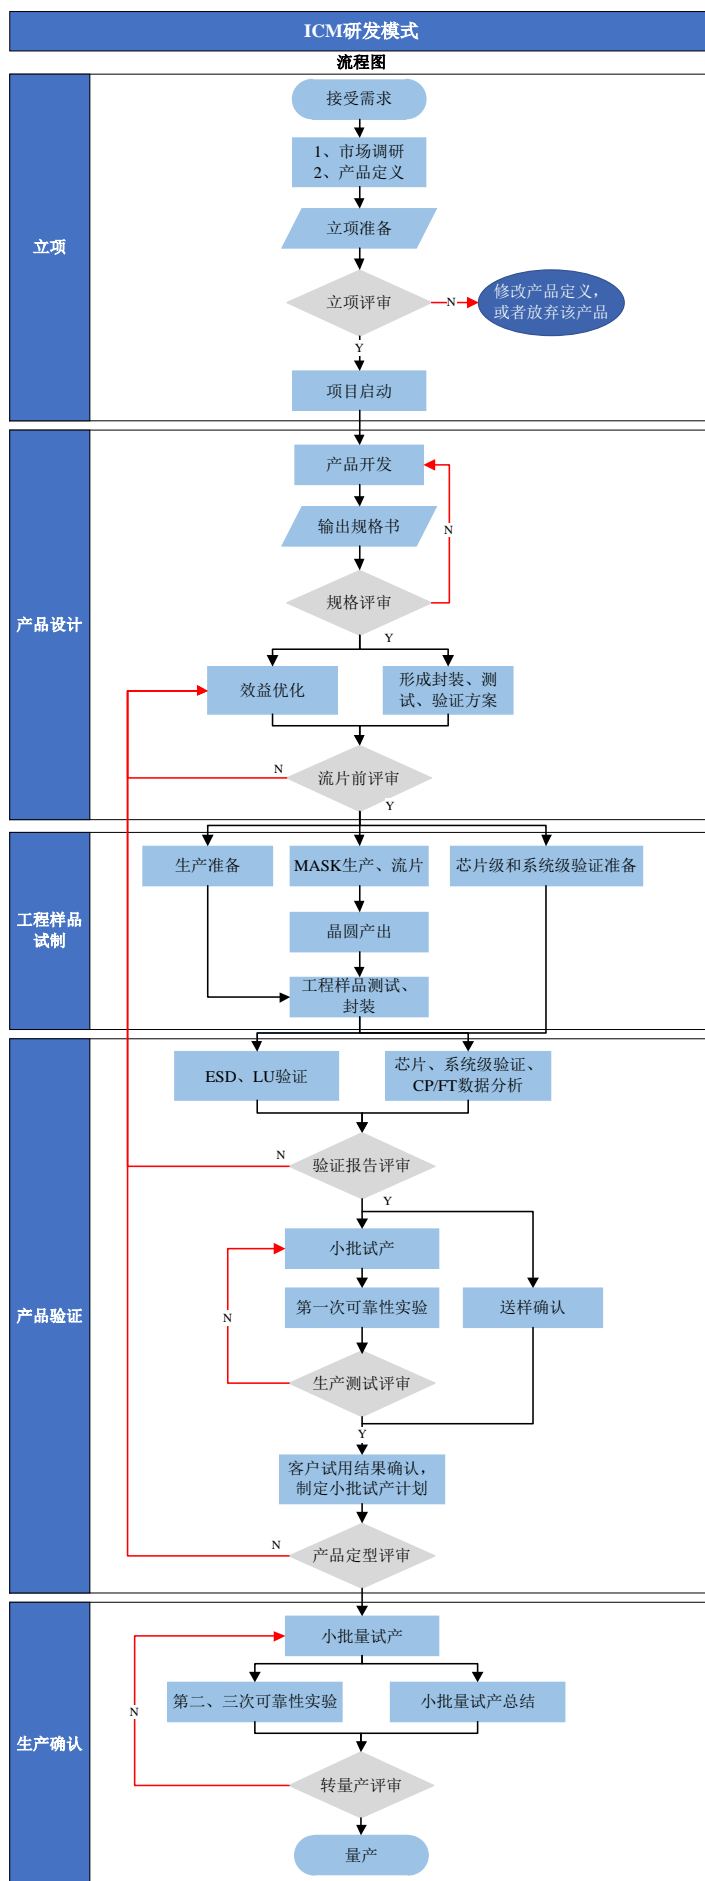 ICM研发模式
流程图
立项
接受需求
1、市场调研
2、产品定义
立项准备
立项评审
N
修改产品定义，
或者放弃该产品
Y
项目启动
产品设计
产品开发
输出规格书
N
规格评审
Y
效益优化
形成封装、测
试、验证方案
N
流片前评审
Y
工程样品
试制
生产准备
MASK生产、流片
芯片级和系统级验证准备
晶圆产出
工程样品测试、
封装
产品验证
ESD、LU验证
芯片、系统级验证、
CP/FT数据分析
N
验证报告评审
Y
小批试产
第一次可靠性实验
送样确认
N
生产测试评审
Y
客户试用结果确认，
制定小批试产计划
N
产品定型评审
生产确认
小批量试产
第二、三次可靠性实验
小批量试产总结
N
转量产评审
量产